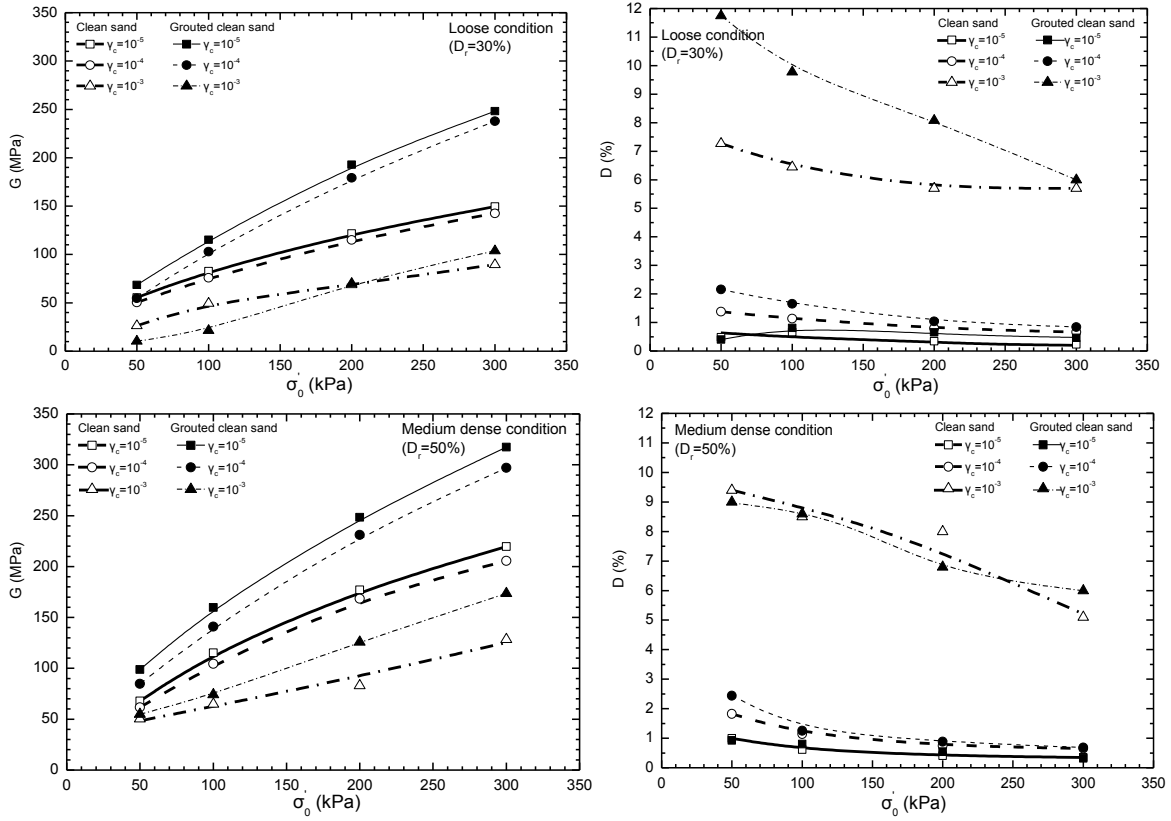 Clean sand Grouted clean sand
γc=10-5 γc=10-5
γc=10-4 γc=10-4
γc=10-3 γc=10-3
Loose condition
(Dr=30%)
350
300
250
200
150
100
50
0
G (MPa)
0 50 100 150 200 250 300 350
σ'0 (kPa)
Loose condition
(Dr=30%)
Clean sand Grouted clean sand
γc=10-5 γc=10-5
γc=10-4 γc=10-4
γc=10-3 γc=10-3
12
11
10
9
8
7
6
5
4
3
2
1
0
D (%)
0 50 100 150 200 250 300 350
σ'0 (kPa)
Clean sand Grouted clean sand
γc=10-5 γc=10-5
γc=10-4 γc=10-4
γc=10-3 γc=10-3
Medium dense condition
(Dr=50%)
350
300
250
200
150
100
50
0
G (MPa)
0 50 100 150 200 250 300 350
σ'0 (kPa)
Medium dense condition
(Dr=50%)
Clean sand Grouted clean sand
γc=10-5 γc=10-5
γc=10-4 γc=10-4
γc=10-3 γc=10-3
12
11
10
9
8
7
6
5
4
3
2
1
0
D (%)
0 50 100 150 200 250 300 350
σ'0 (kPa)